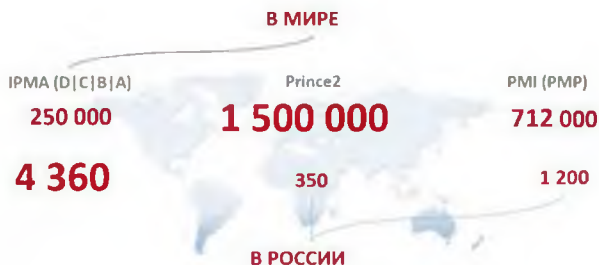 В МИРЕ
IPMA (D|C|B|A) Prince2 PMI (PMP)
250 000 1 500 000 712 000
4 360 350 1 200
В РОССИИ